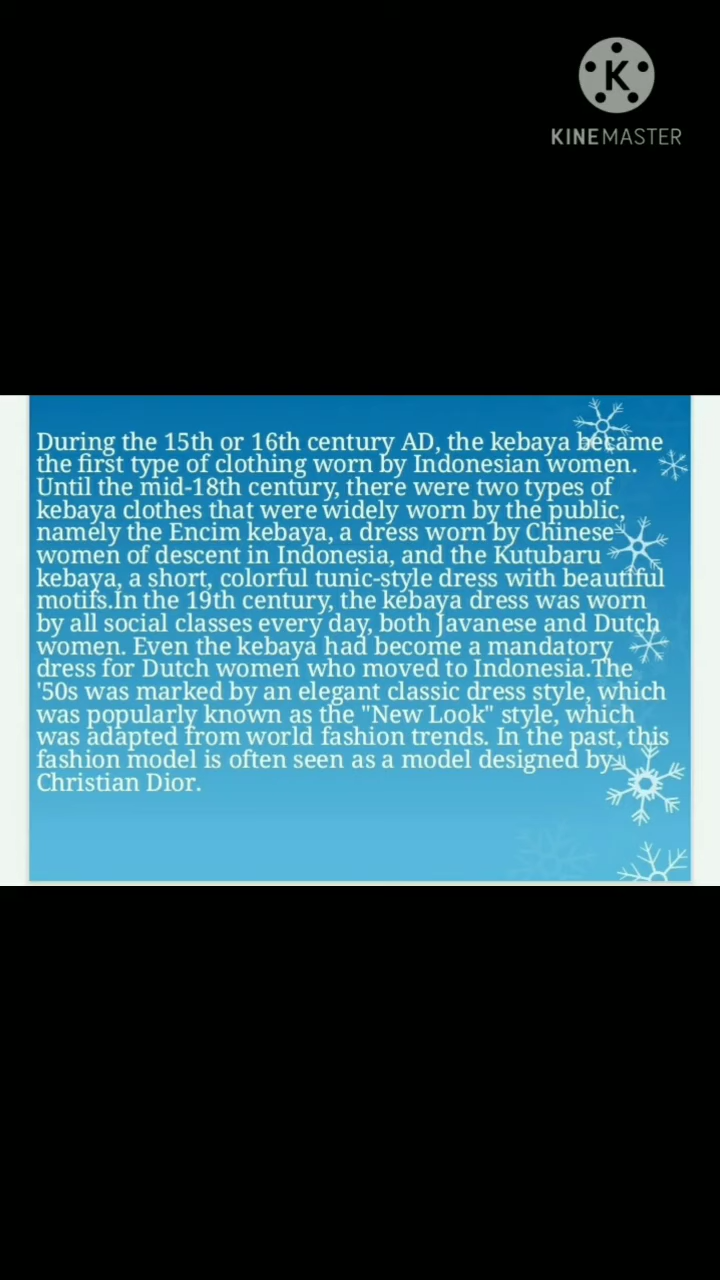 K
KINEMASTER
During the 15th or 16th century AD, the kebaya became
the first type of clothing worn by Indonesian women.
Until the mid-18th century, there were two types of
kebaya clothes that were widely worn by the public,
namely the Encim kebaya, a dress worn by Chinese
women of descent in Indonesia, and the Kutubaru
kebaya, a short, colorful tunic-style dress with beautiful
motifs.In the 19th century, the kebaya dress was worn
by all social classes every day, both Javanese and Dutch
women. Even the kebaya had become a mandatory
dress for Dutch women who moved to Indonesia.The
'50s was marked by an elegant classic dress style, which
was popularly known as the "New Look" style, which
was adapted from world fashion trends. In the past, this
fashion model is often seen as a model designed by
Christian Dior.